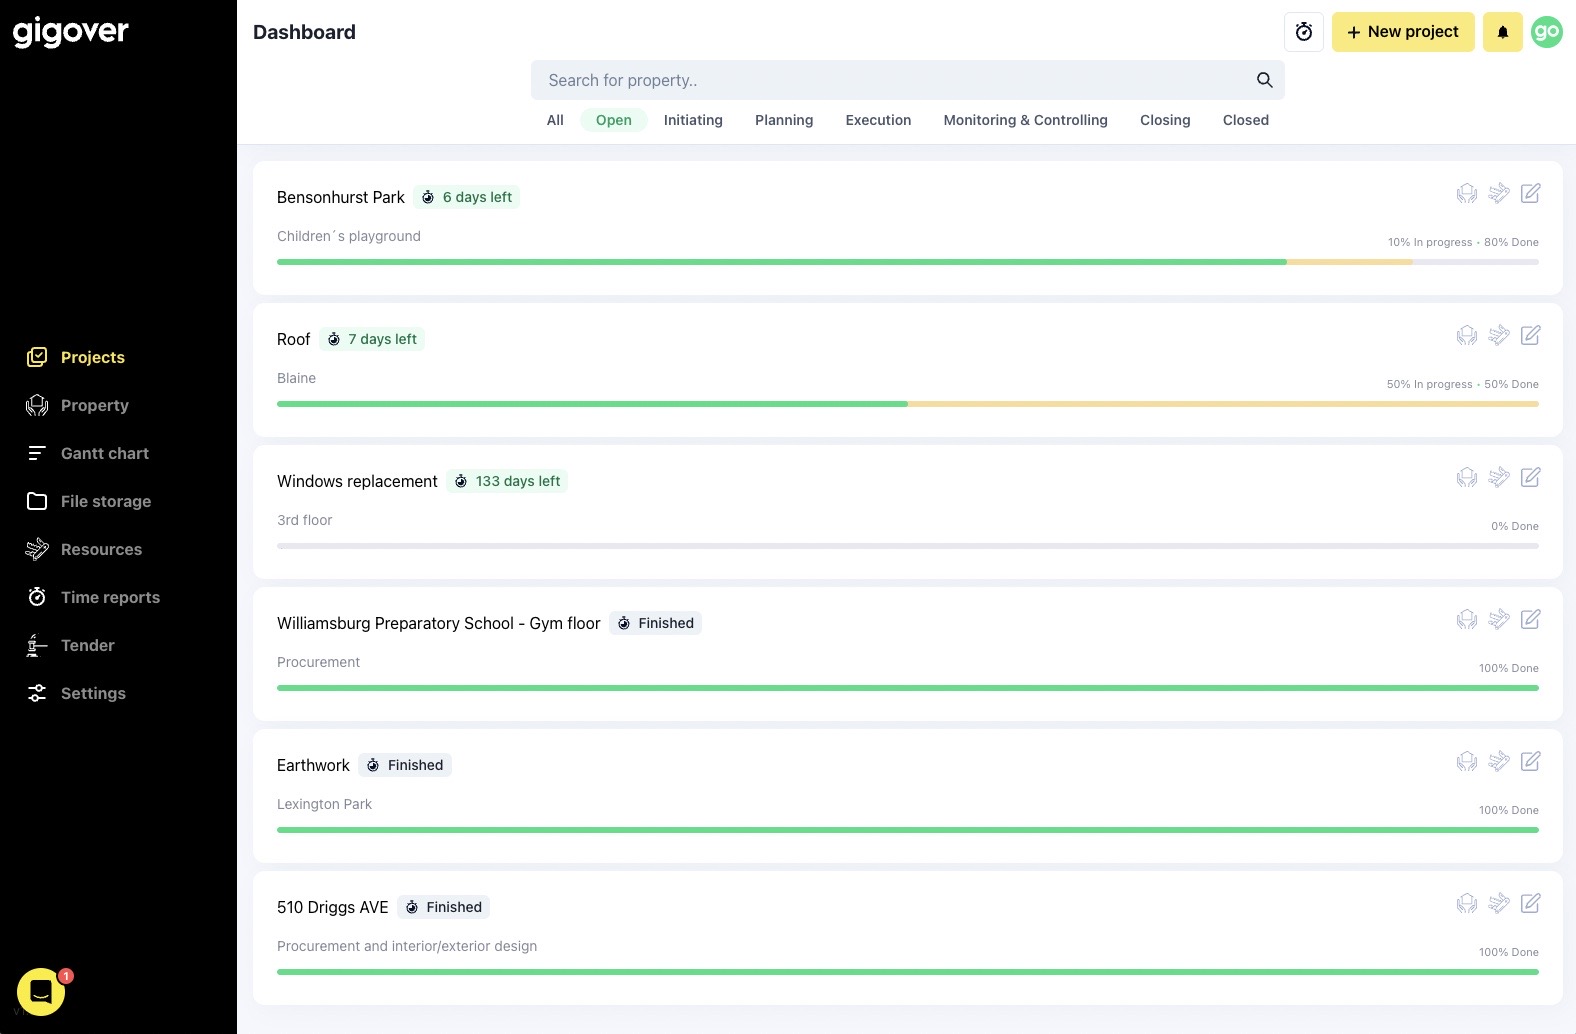 gigover
Dashboard
New project
go
Search for property..
All Open Initiating Planning Execution Monitoring & Controlling Closing Closed
Bensonhurst Park 6 days left
Children´s playground
10% In progress • 80% Done
Roof 7 days left
Blaine
50% In progress • 50% Done
Windows replacement 133 days left
3rd floor
0% Done
Williamsburg Preparatory School - Gym floor Finished
Procurement
100% Done
Earthwork Finished
Lexington Park
100% Done
510 Driggs AVE Finished
Procurement and interior/exterior design
100% Done
Projects
Property
Gantt chart
File storage
Resources
Time reports
Tender
Settings
1